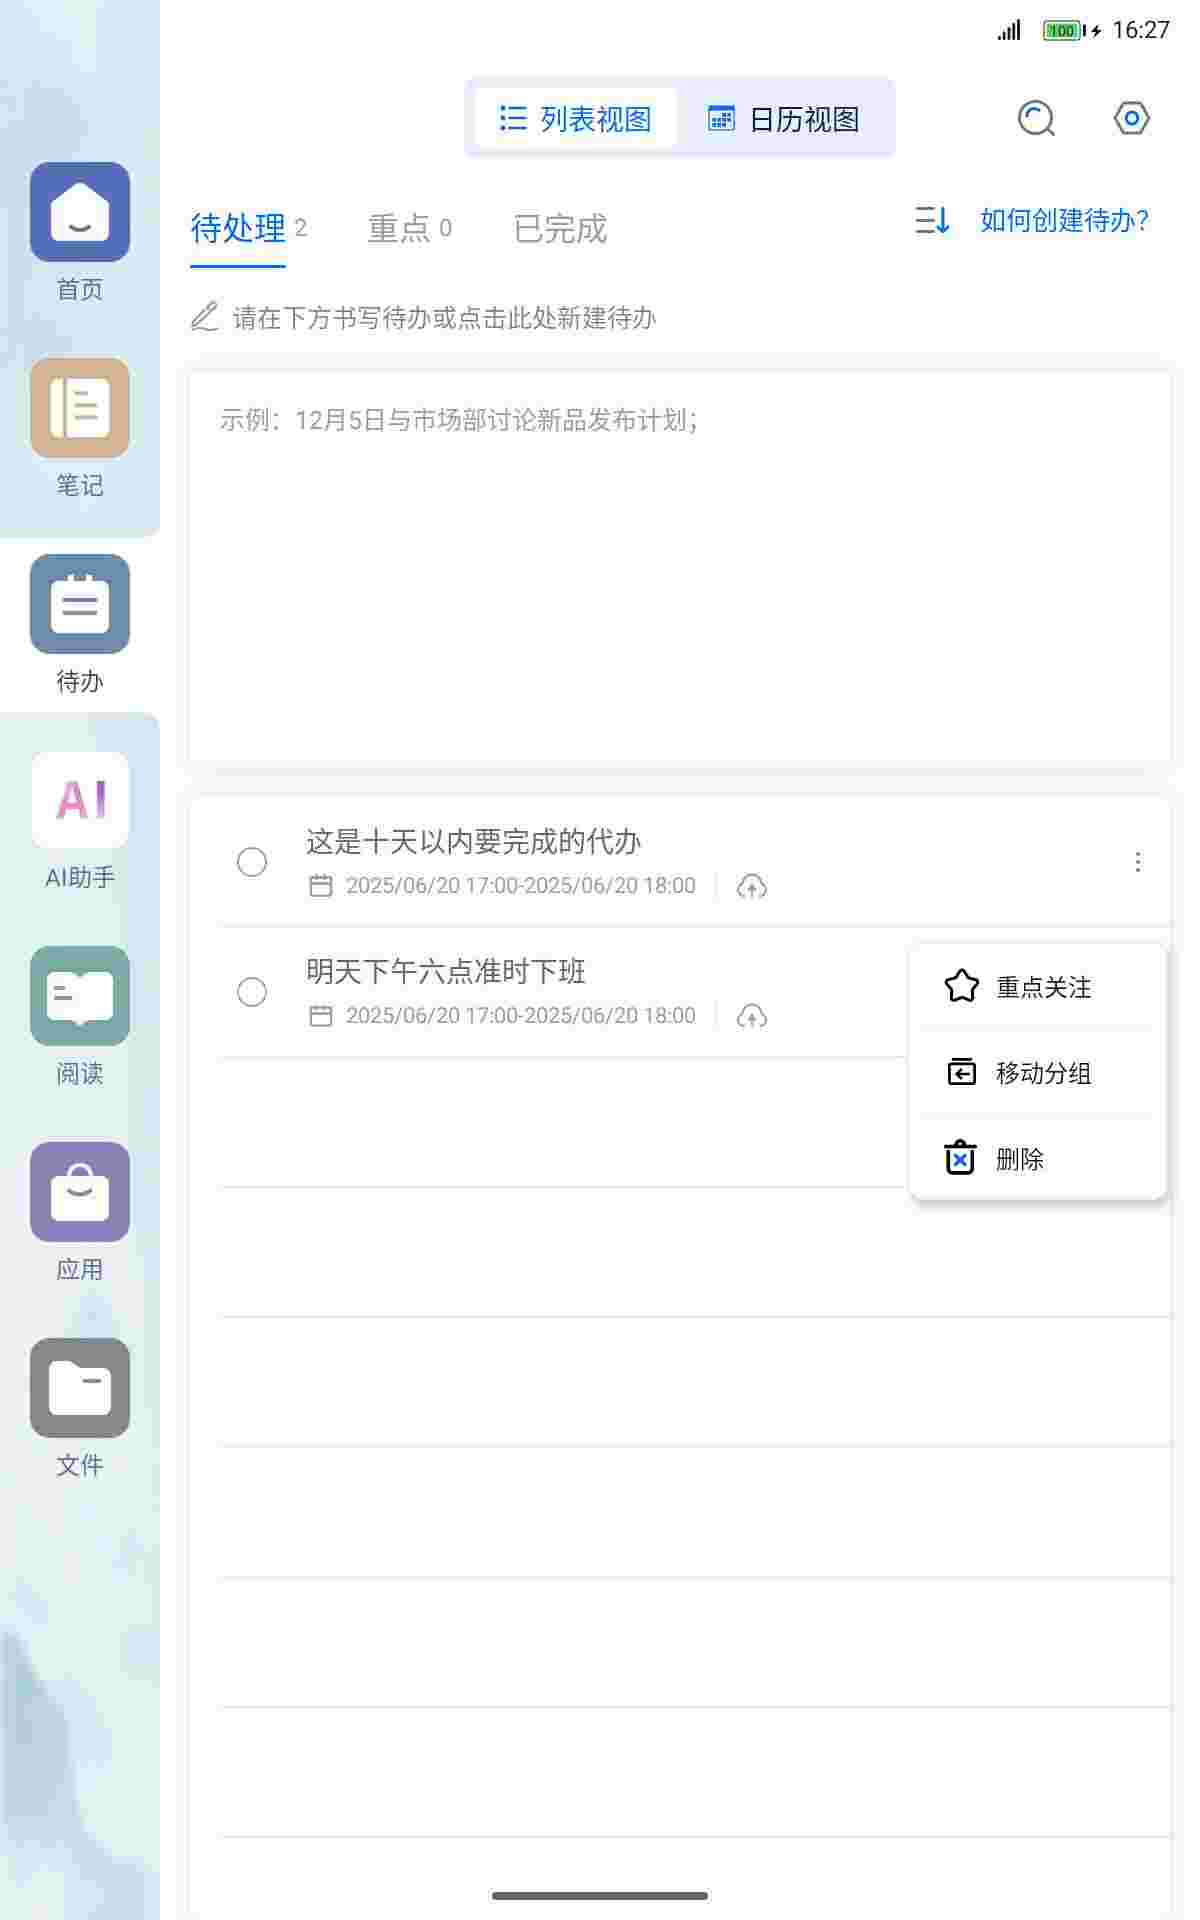 100 16:27
列表视图 日历视图
待处理 2 重点 0 已完成 如何创建待办?
请在下方书写待办或点击此处新建待办
示例：12月5日与市场部讨论新品发布计划;
这是十天以内要完成的代办
2025/06/20 17:00-2025/06/20 18:00
明天下午六点准时下班
2025/06/20 17:00-2025/06/20 18:00
重点关注
移动分组
删除
首页
笔记
待办
AI
AI助手
阅读
应用
文件